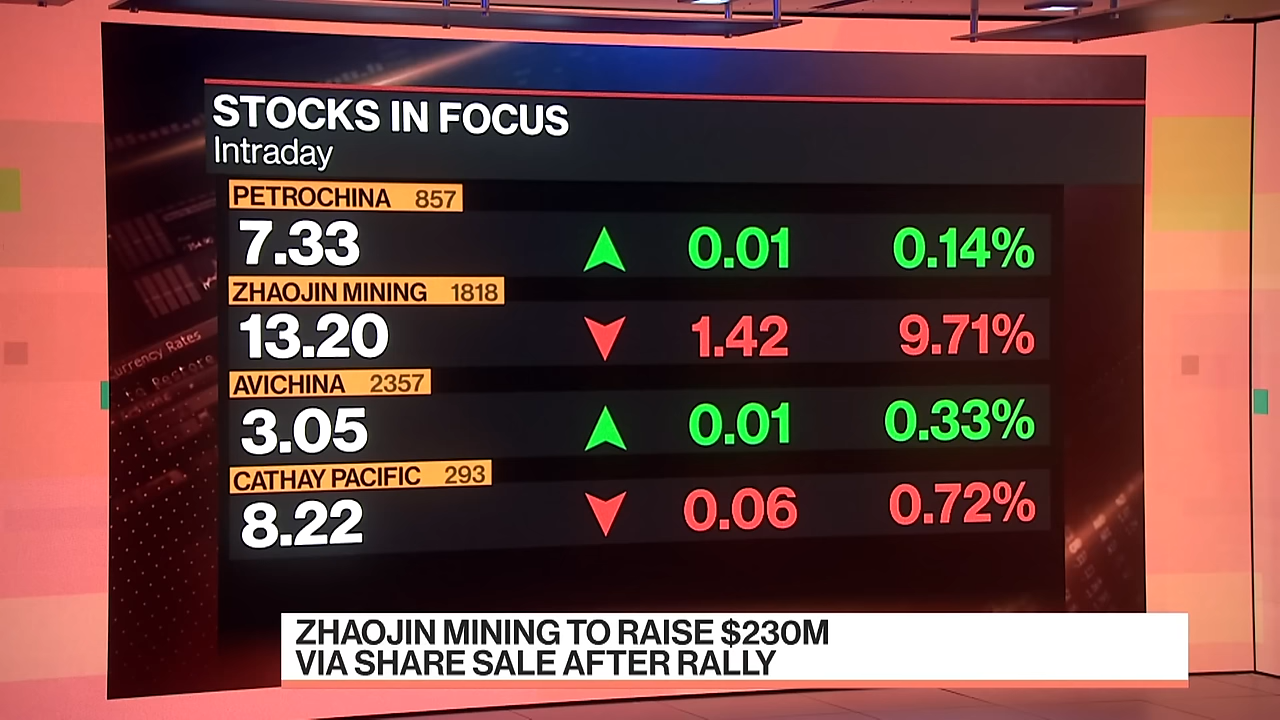 STOCKS IN FOCUS
Intraday
PETROCHINA 857
7.33 ▲ 0.01 0.14%
ZHAOJIN MINING 1818
13.20 ▼ 1.42 9.71%
AVICHINA 2357
3.05 ▲ 0.01 0.33%
CATHAY PACIFIC 293
8.22 ▼ 0.06 0.72%
urrency Rates
ZHAOJIN MINING TO RAISE $230M
VIA SHARE SALE AFTER RALLY